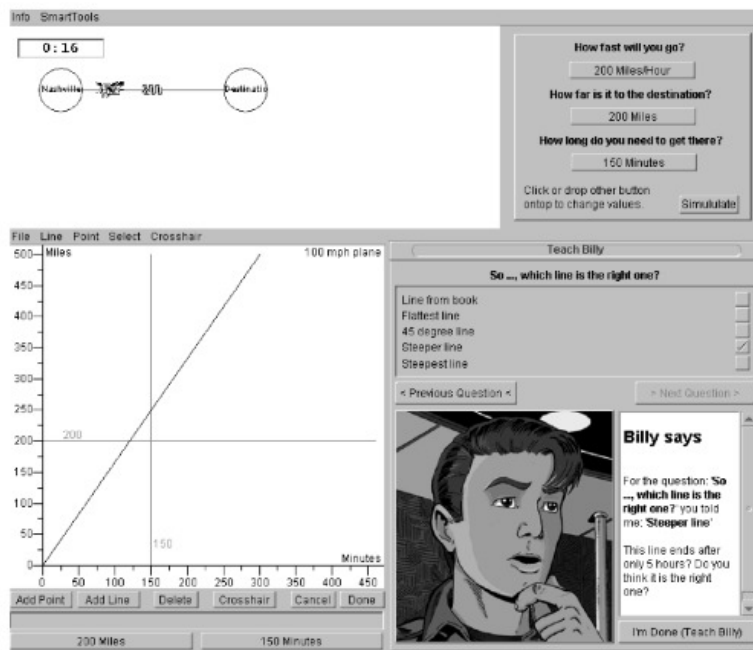 Info SmartTools
0:16
Nashville
Destinatio
How fast will you go?
200 Miles/Hour
How far is it to the destination?
200 Miles
How long do you need to get there?
150 Minutes
Click or drop other button
ontop to change values.
Simululate
File Line Point Select Crosshair
Miles
100 mph plane
500
450
400
350
300
250
200
200
150
100
50
0
150
Minutes
0 50 100 150 200 250 300 350 400 450
Add Point Add Line Delete Crosshair Cancel Done
200 Miles 150 Minutes
Teach Billy
So ..., which line is the right one?
Line from book
Flattest line
45 degree line
Steeper line
Steepest line
< Previous Question <
> Next Question >
Billy says
For the question: 'So
..., which line is the
right one?' you told
me: 'Steeper line'
This line ends after
only 5 hours? Do you
think it is the right
one?
I'm Done (Teach Billy)